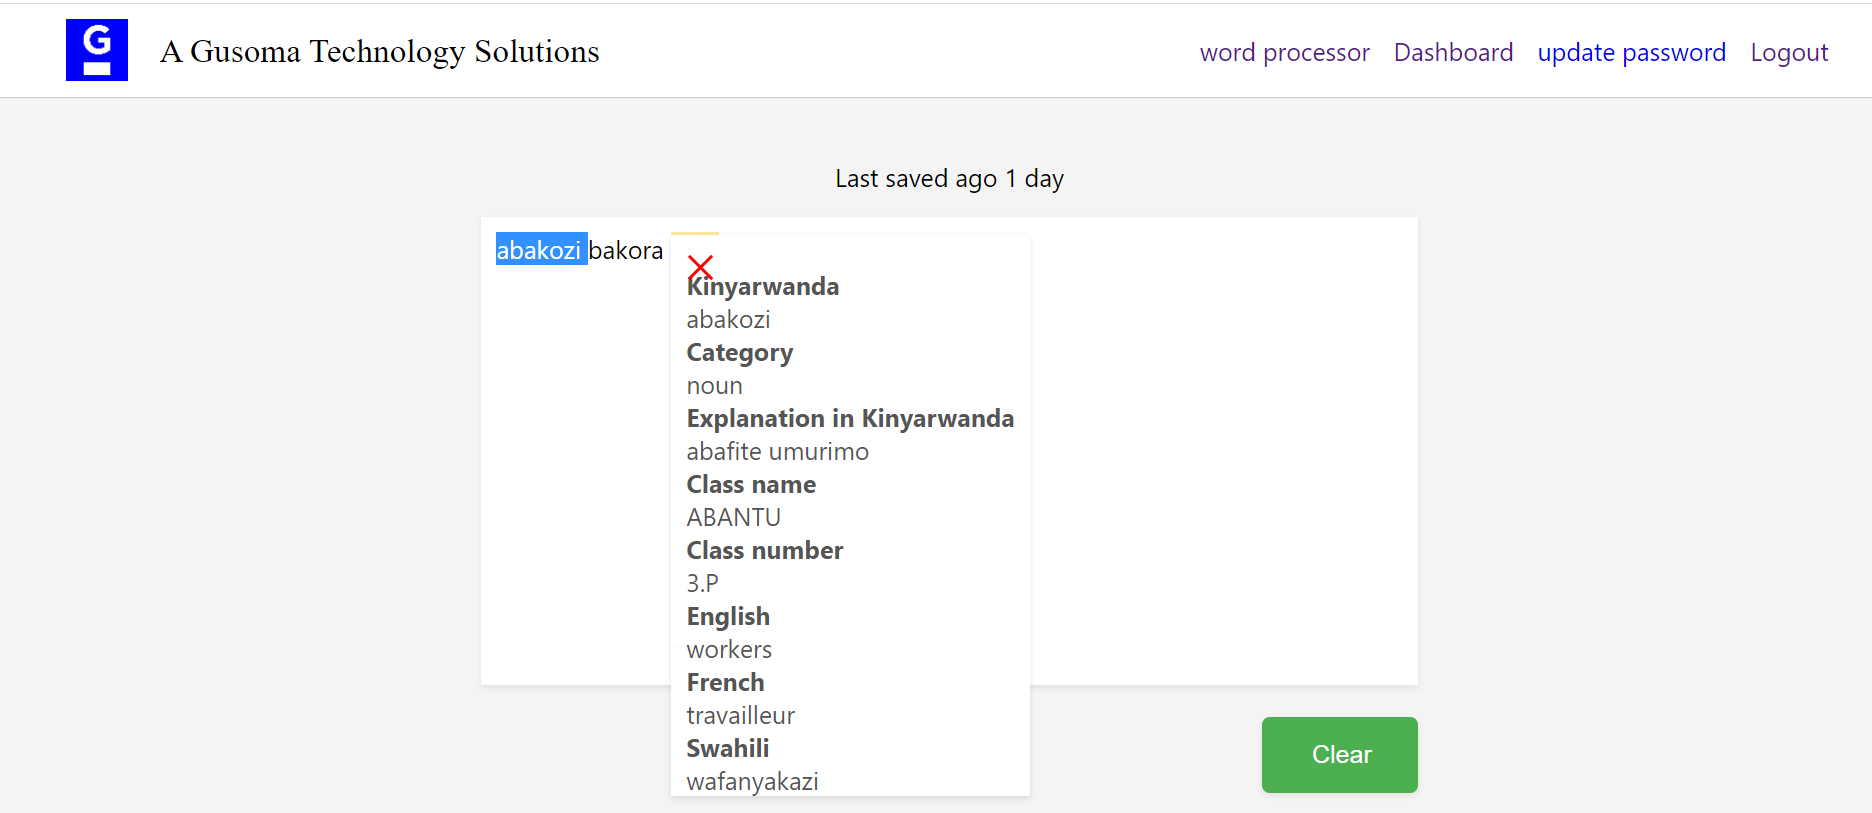 G
A Gusoma Technology Solutions
word processor Dashboard update password Logout
Last saved ago 1 day
abakozi bakora
Kinyarwanda
abakozi
Category
noun
Explanation in Kinyarwanda
abafite umurimo
Class name
ABANTU
Class number
3.P
English
workers
French
travailleur
Swahili
wafanyakazi
Clear